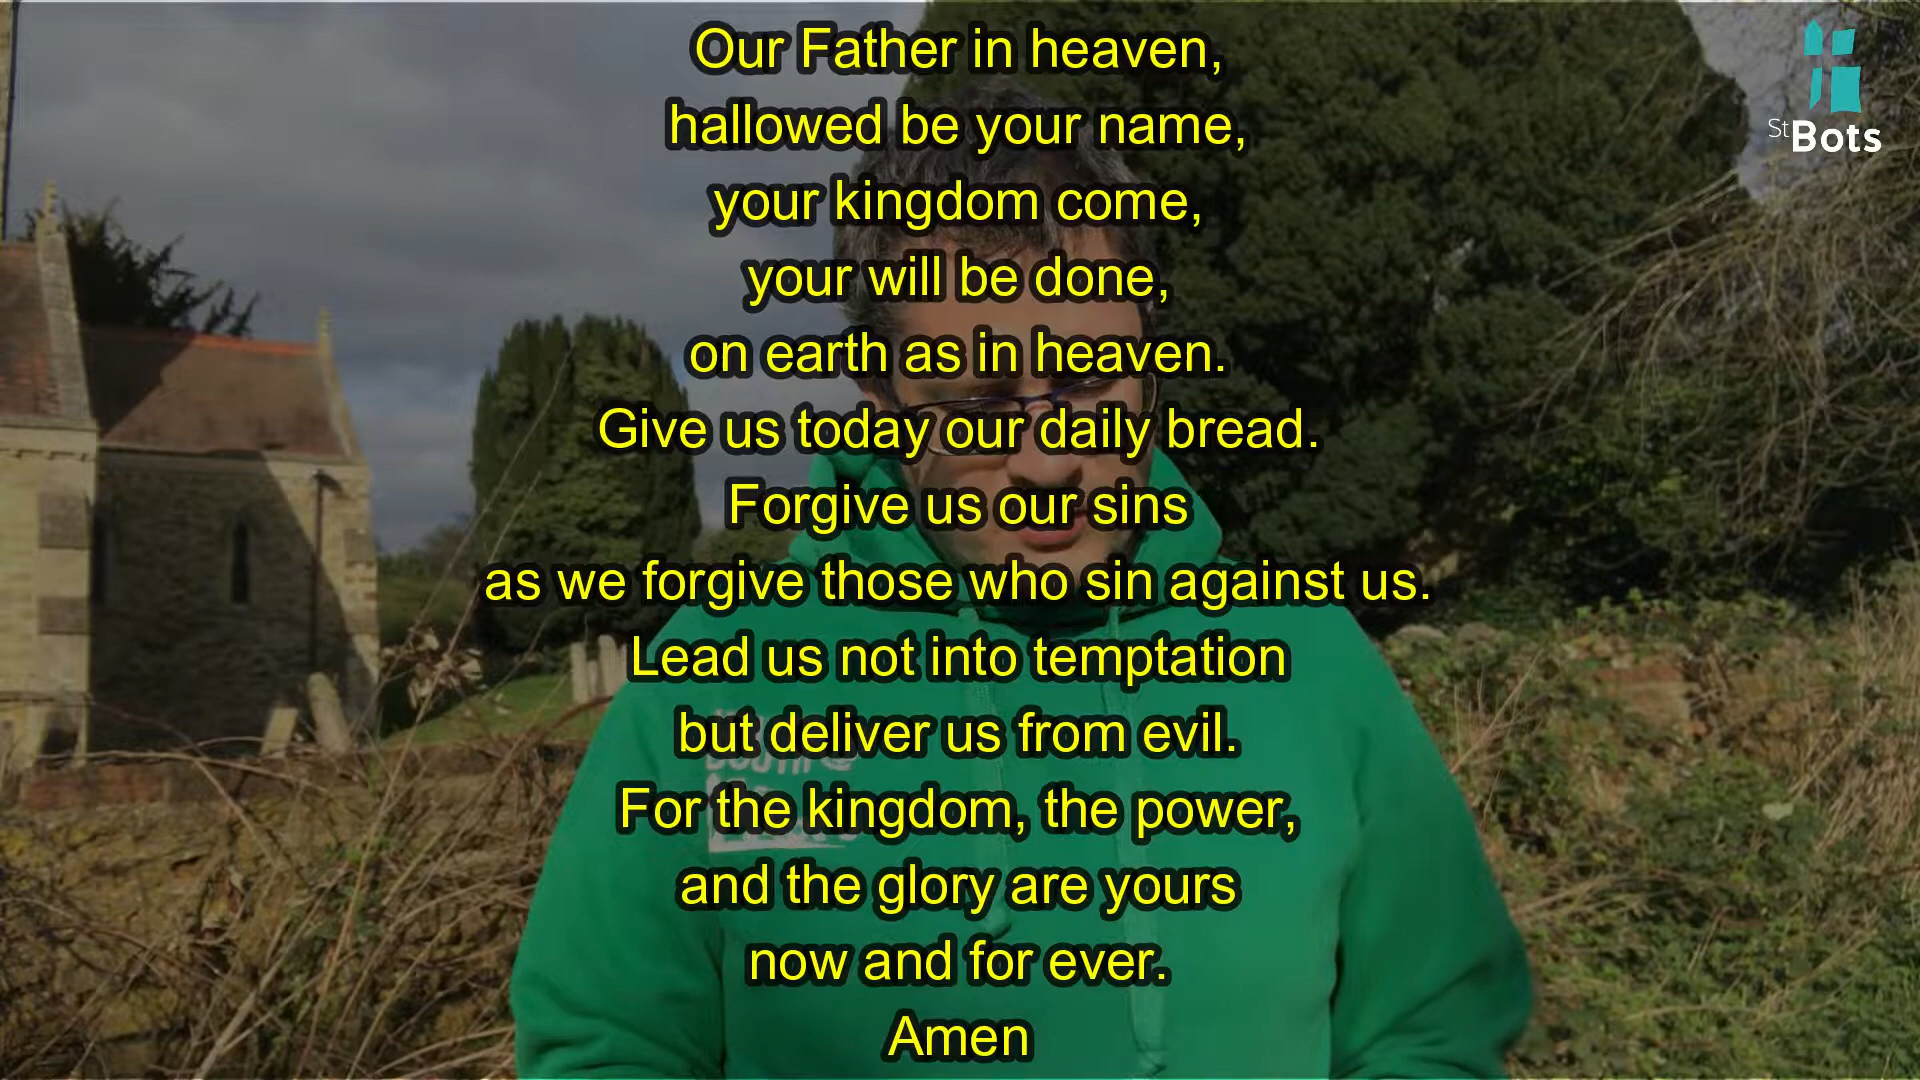 Our Father in heaven,
hallowed be your name,
your kingdom come,
your will be done,
on earth as in heaven.
Give us today our daily bread.
Forgive us our sins
as we forgive those who sin against us.
Lead us not into temptation
but deliver us from evil.
For the kingdom, the power,
and the glory are yours
now and for ever.
Amen
StBots